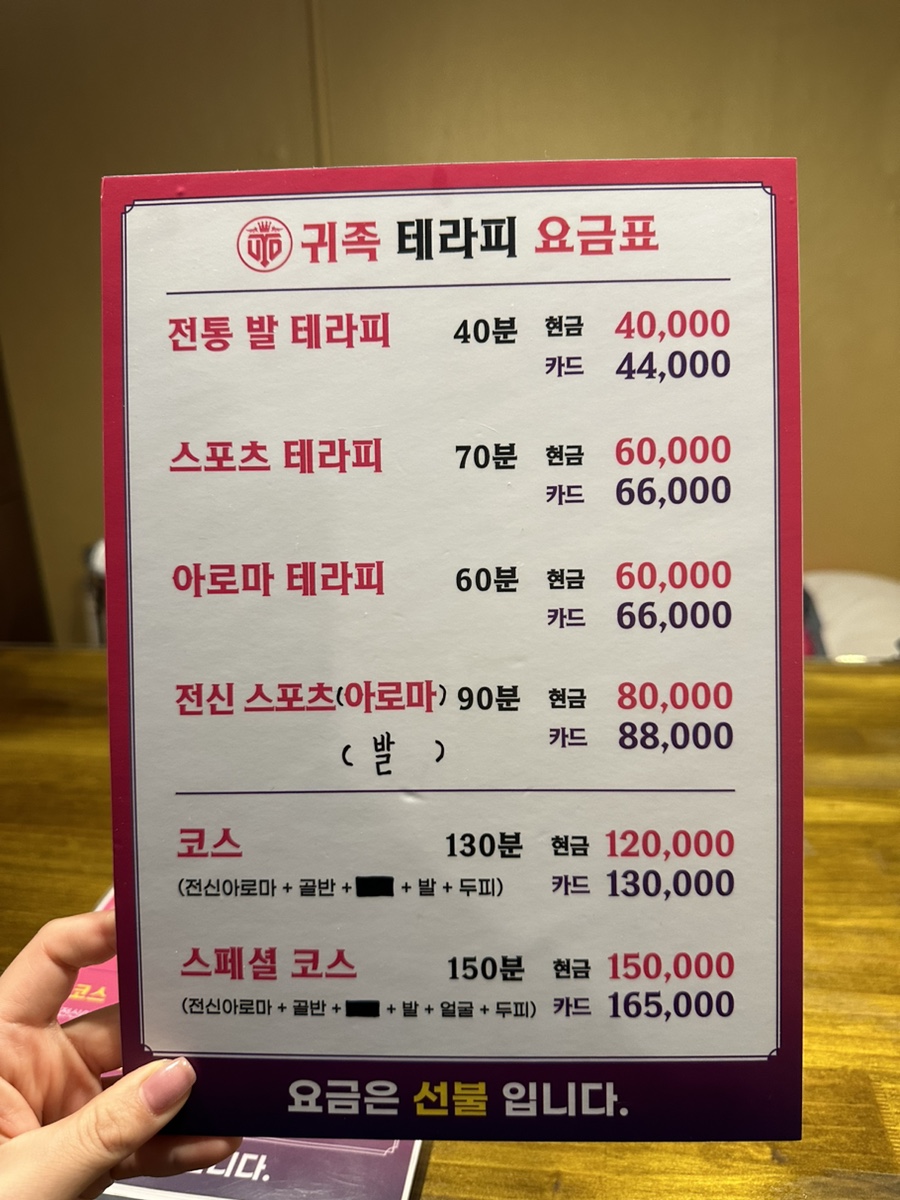 귀족 테라피 요금표
전통 발 테라피 40분 현금 40,000
카드 44,000
스포츠 테라피 70분 현금 60,000
카드 66,000
아로마 테라피 60분 현금 60,000
카드 66,000
전신 스포츠(아로마) 90분 현금 80,000
( 발 ) 카드 88,000
코스 130분 현금 120,000
(전신아로마 + 골반 + + 발 + 두피) 카드 130,000
스페셜 코스 150분 현금 150,000
(전신아로마 + 골반 + + 발 + 얼굴 + 두피) 카드 165,000
요금은 선불 입니다.
코스
니다.